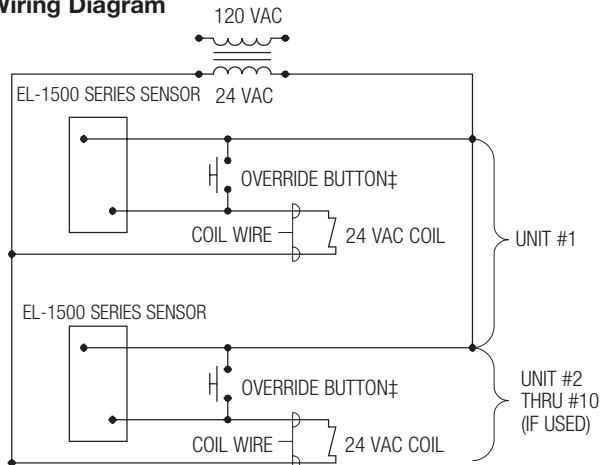 Wiring Diagram
120 VAC
EL-1500 SERIES SENSOR
24 VAC
OVERRIDE BUTTON‡
COIL WIRE
24 VAC COIL
UNIT #1
EL-1500 SERIES SENSOR
OVERRIDE BUTTON‡
COIL WIRE
24 VAC COIL
UNIT #2
THRU #10
(IF USED)